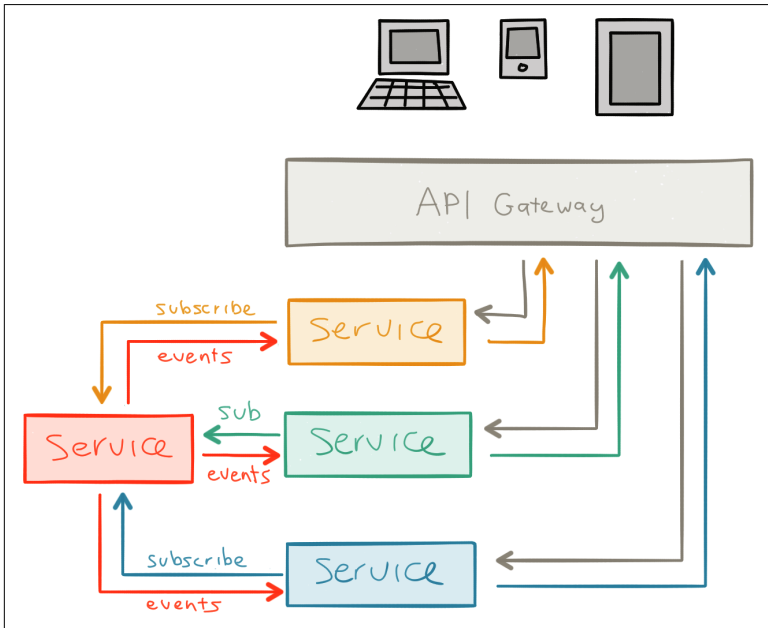 API Gateway
subscribe
Service
events
sub
Service
Service
events
subscribe
Service
events